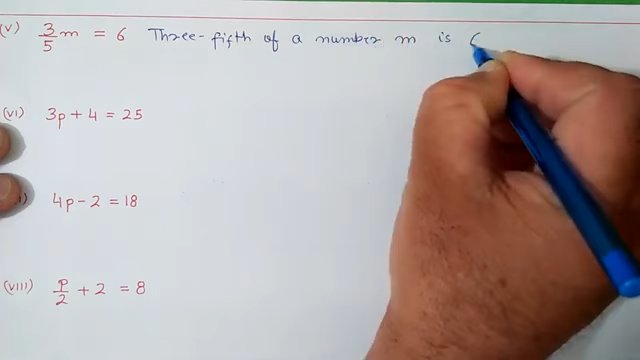 (v) 3/5 m = 6 Three-fifth of a number m is 6
(vi) 3p + 4 = 25
4p - 2 = 18
(viii) p/2 + 2 = 8